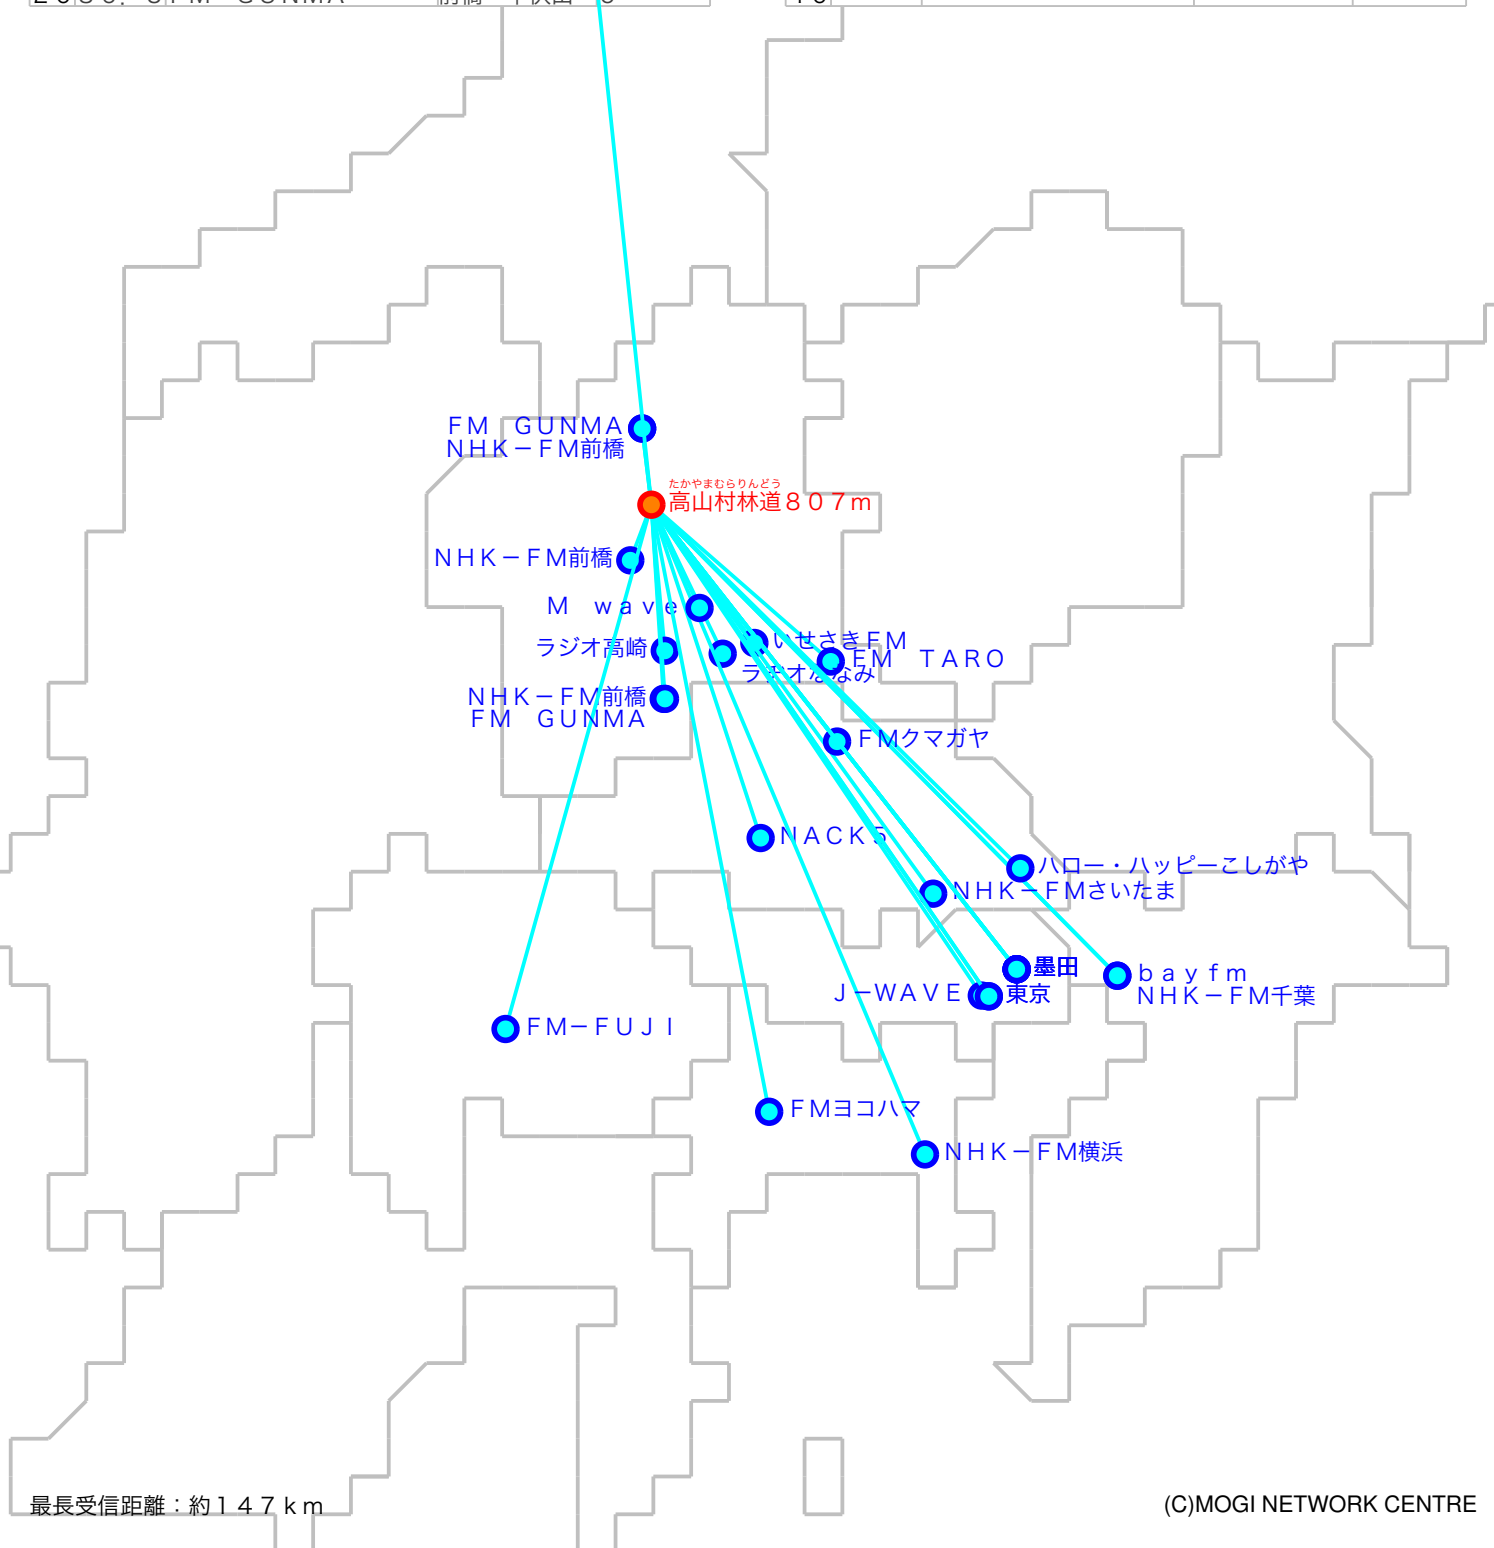 ＦＭ　ＧＵＮＭＡ
ＮＨＫ－ＦＭ前橋
たかやまむらりんどう
高山村林道８０７ｍ
ＮＨＫ－ＦＭ前橋
Ｍ　ｗａｖｅ
ラジオ高崎
いせさきＦＭ
ＦＭ　ＴＡＲＯ
ラヂオななみ
ＮＨＫ－ＦＭ前橋
ＦＭ　ＧＵＮＭＡ
ＦＭクマガヤ
ＮＡＣＫ５
ハロー・ハッピーこしがや
ＮＨＫ－ＦＭさいたま
墨田
ｂａｙｆｍ
ＮＨＫ－ＦＭ千葉
Ｊ－ＷＡＶＥ
東京
ＦＭ－ＦＵＪＩ
ＦＭヨコハマ
ＮＨＫ－ＦＭ横浜
最長受信距離：約１４７ｋｍ
(C)MOGI NETWORK CENTRE